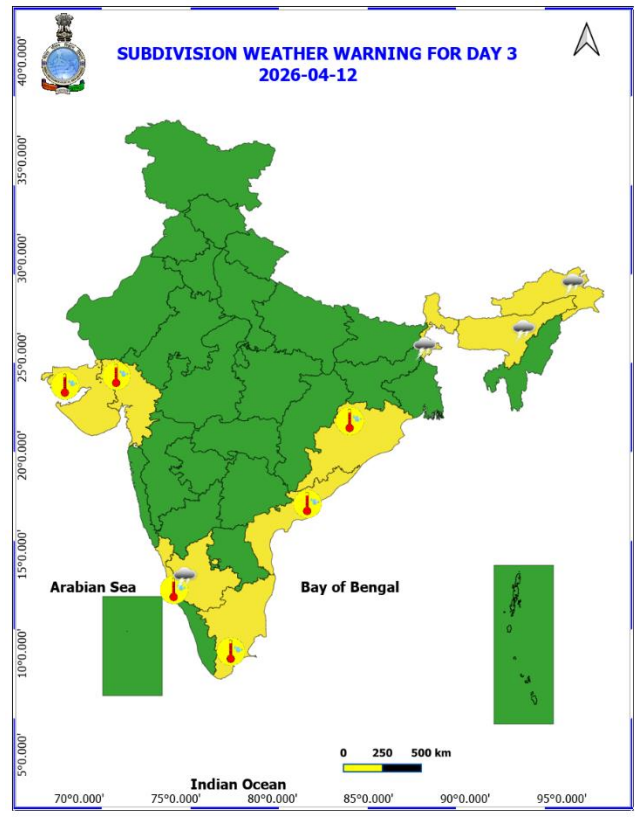 SUBDIVISION WEATHER WARNING FOR DAY 3
2026-04-12
40°0.000'
35°0.000'
30°0.000'
25°0.000'
20°0.000'
15°0.000'
Arabian Sea
Bay of Bengal
10°0.000'
5°0.000'
0 250 500 km
Indian Ocean
70°0.000' 75°0.000' 80°0.000' 85°0.000' 90°0.000' 95°0.000'